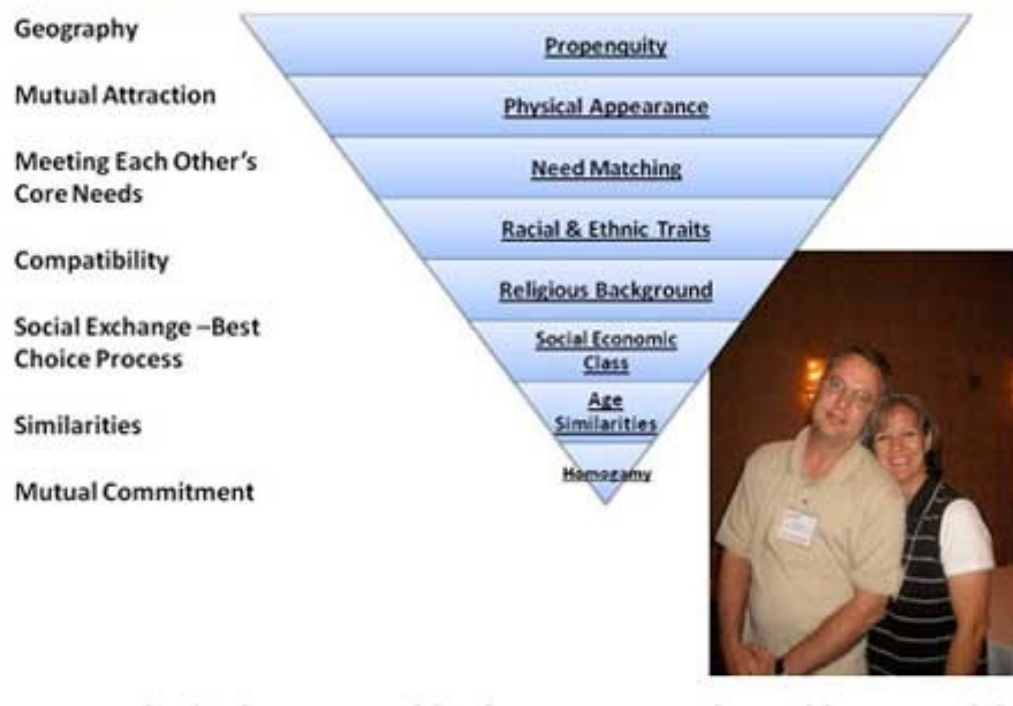 Geography
Mutual Attraction
Meeting Each Other's
Core Needs
Compatibility
Social Exchange –Best
Choice Process
Similarities
Mutual Commitment
Propenquity
Physical Appearance
Need Matching
Racial & Ethnic Traits
Religious Background
Social Economic
Class
Age
Similarities
Homogamy